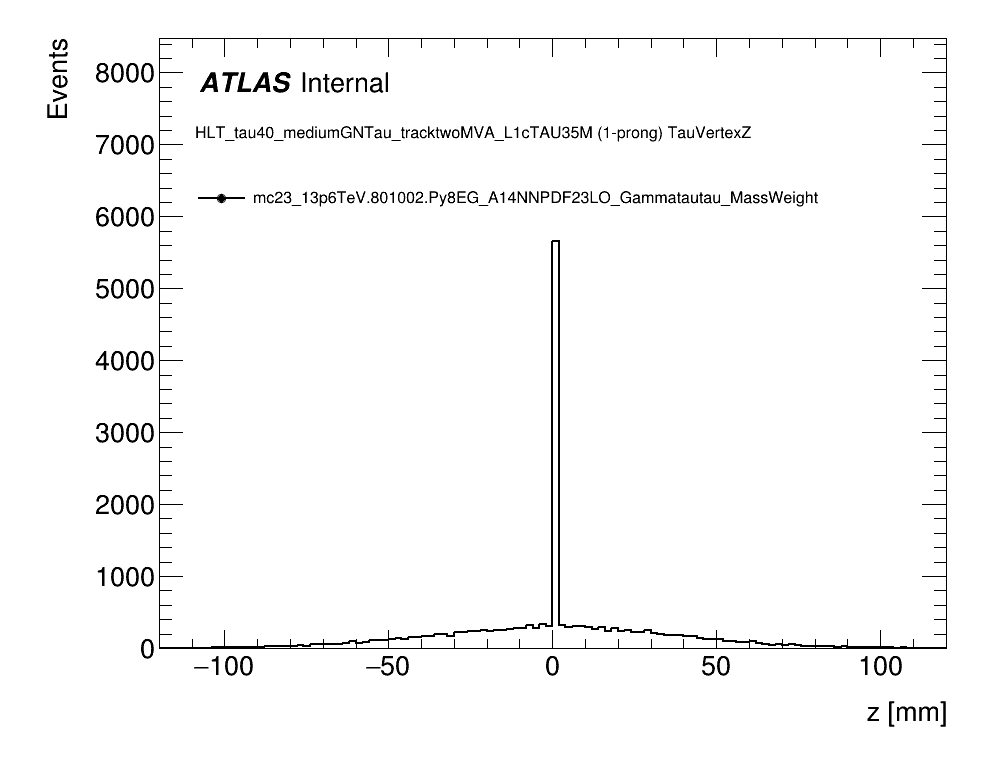 Events
8000
ATLAS Internal
HLT_tau40_mediumGNTau_tracktwoMVA_L1cTAU35M (1-prong) TauVertexZ
7000
mc23_13p6TeV.801002.Py8EG_A14NNPDF23LO_Gammatautau_MassWeight
6000
5000
4000
3000
2000
1000
0
−100 −50 0 50 100
z [mm]